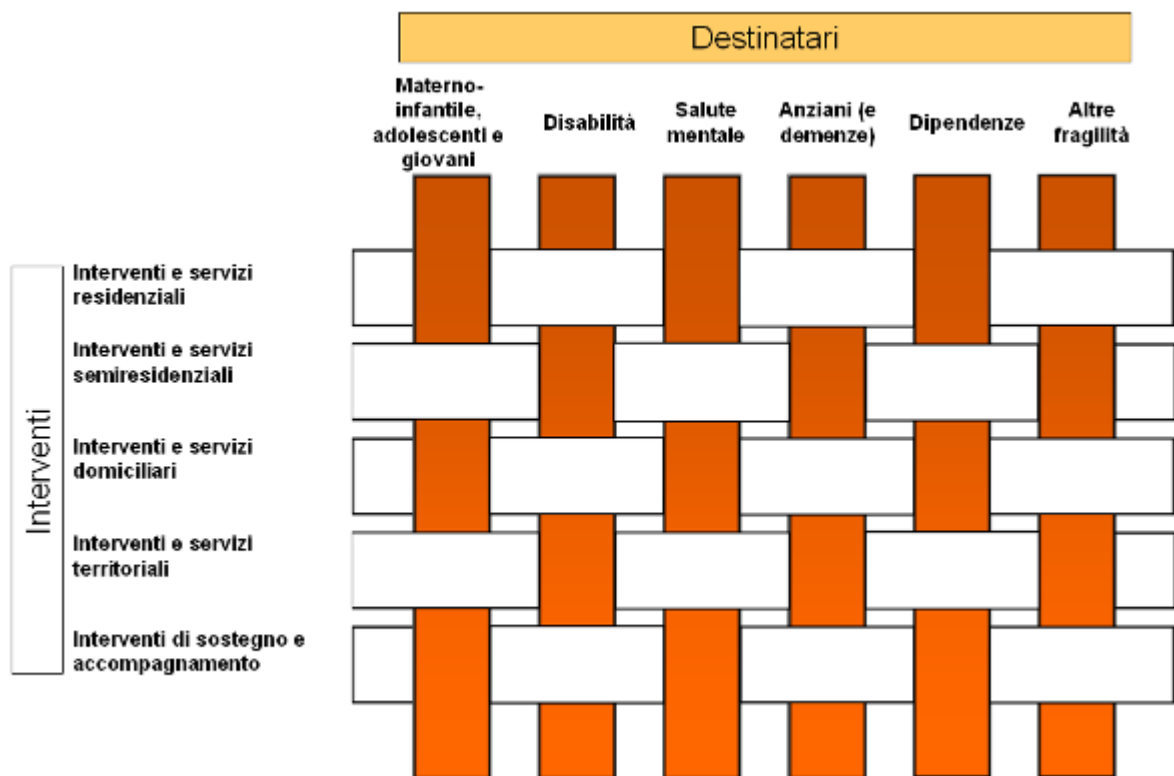 Destinatari
Materno-
infantile,
adolescenti e
giovani
Disabilità
Salute
mentale
Anziani (e
demenze)
Dipendenze
Altre
fragilità
Interventi
Interventi e servizi
residenziali
Interventi e servizi
semiresidenziali
Interventi e servizi
domiciliari
Interventi e servizi
territoriali
Interventi di sostegno e
accompagnamento